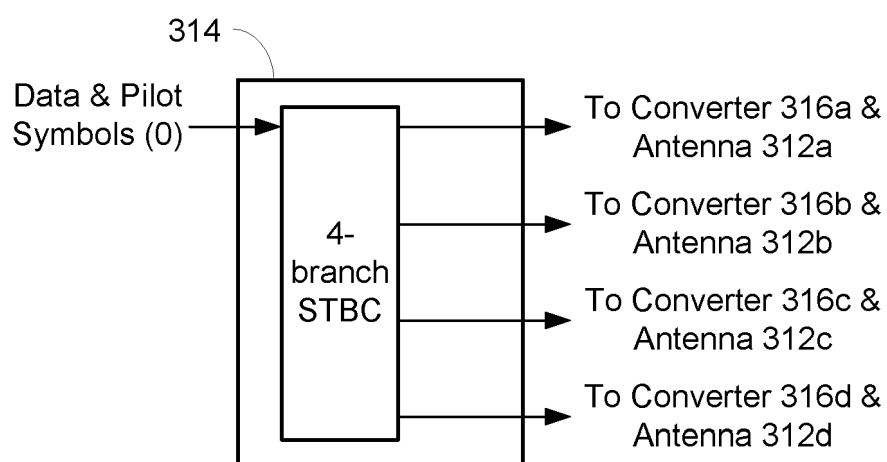 314
Data & Pilot
Symbols (0)
4-
branch
STBC
To Converter 316a &
Antenna 312a
To Converter 316b &
Antenna 312b
To Converter 316c &
Antenna 312c
To Converter 316d &
Antenna 312d